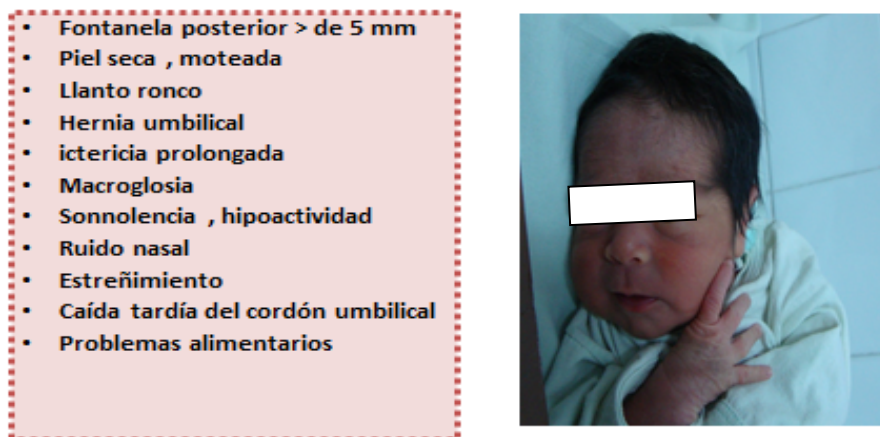 • Fontanela posterior > de 5 mm
• Piel seca , moteada
• Llanto ronco
• Hernia umbilical
• ictericia prolongada
• Macroglosia
• Sonnolencia , hipoactividad
• Ruido nasal
• Estreñimiento
• Caída tardía del cordón umbilical
• Problemas alimentarios